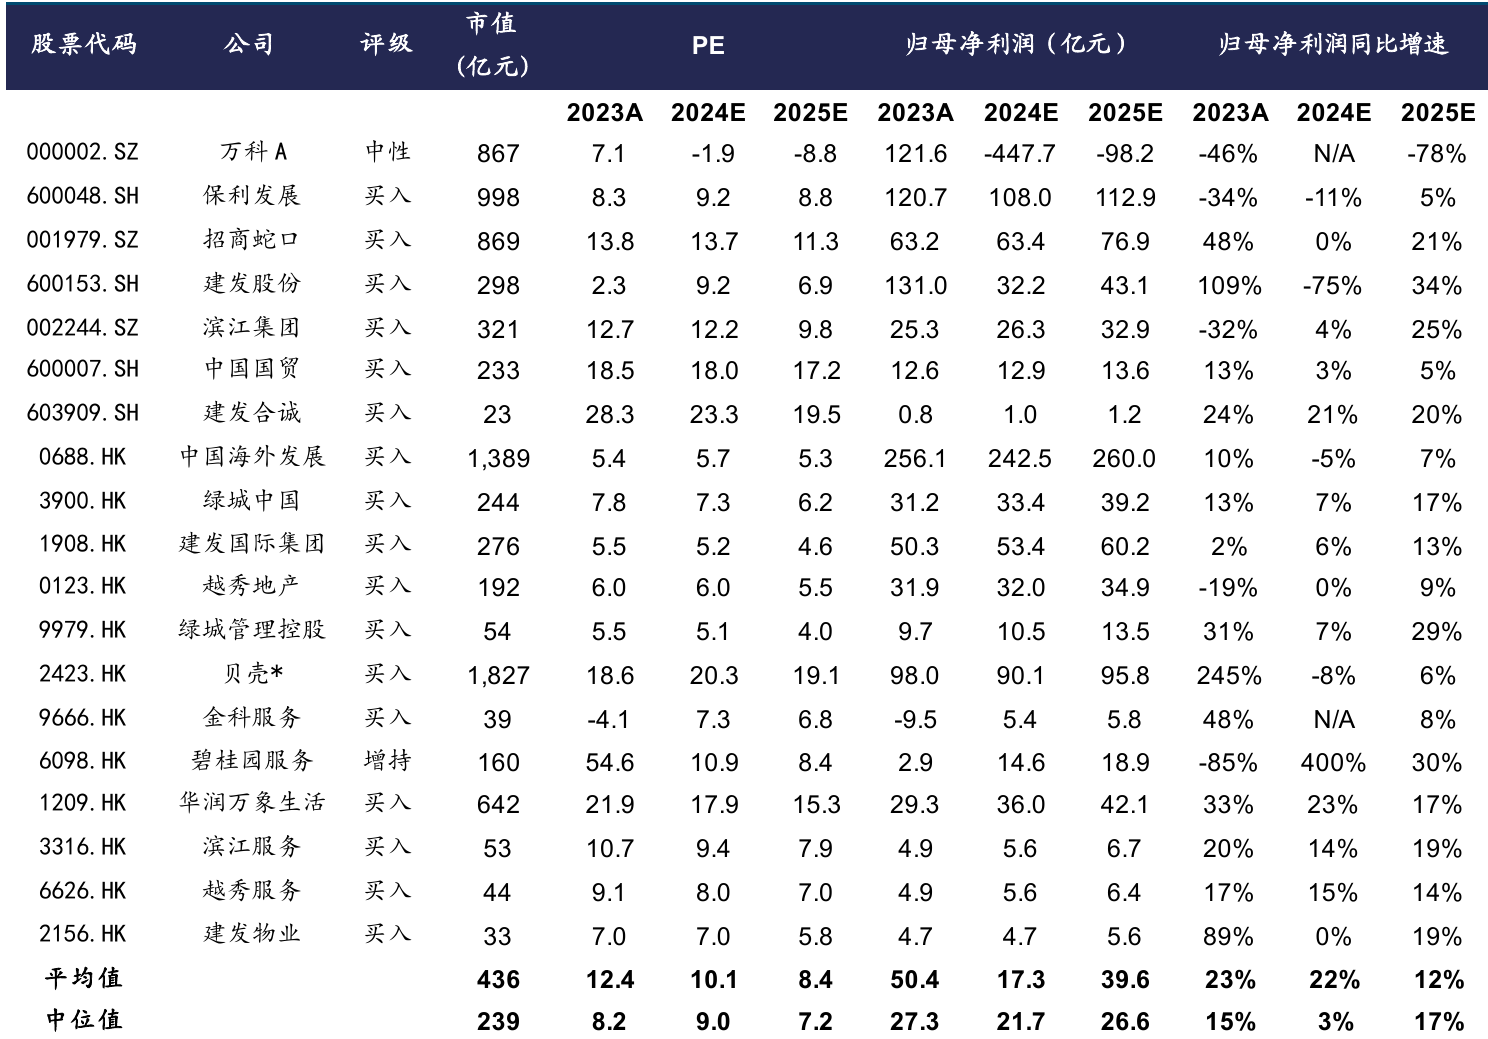 股票代码 公司 评级 市值(亿元) PE 归母净利润（亿元） 归母净利润同比增速
2023A 2024E 2025E 2023A 2024E 2025E 2023A 2024E 2025E
000002.SZ 万科A 中性 867 7.1 -1.9 -8.8 121.6 -447.7 -98.2 -46% N/A -78%
600048.SH 保利发展 买入 998 8.3 9.2 8.8 120.7 108.0 112.9 -34% -11% 5%
001979.SZ 招商蛇口 买入 869 13.8 13.7 11.3 63.2 63.4 76.9 48% 0% 21%
600153.SH 建发股份 买入 298 2.3 9.2 6.9 131.0 32.2 43.1 109% -75% 34%
002244.SZ 滨江集团 买入 321 12.7 12.2 9.8 25.3 26.3 32.9 -32% 4% 25%
600007.SH 中国国贸 买入 233 18.5 18.0 17.2 12.6 12.9 13.6 13% 3% 5%
603909.SH 建发合诚 买入 23 28.3 23.3 19.5 0.8 1.0 1.2 24% 21% 20%
0688.HK 中国海外发展 买入 1,389 5.4 5.7 5.3 256.1 242.5 260.0 10% -5% 7%
3900.HK 绿城中国 买入 244 7.8 7.3 6.2 31.2 33.4 39.2 13% 7% 17%
1908.HK 建发国际集团 买入 276 5.5 5.2 4.6 50.3 53.4 60.2 2% 6% 13%
0123.HK 越秀地产 买入 192 6.0 6.0 5.5 31.9 32.0 34.9 -19% 0% 9%
9979.HK 绿城管理控股 买入 54 5.5 5.1 4.0 9.7 10.5 13.5 31% 7% 29%
2423.HK 贝壳* 买入 1,827 18.6 20.3 19.1 98.0 90.1 95.8 245% -8% 6%
9666.HK 金科服务 买入 39 -4.1 7.3 6.8 -9.5 5.4 5.8 48% N/A 8%
6098.HK 碧桂园服务 增持 160 54.6 10.9 8.4 2.9 14.6 18.9 -85% 400% 30%
1209.HK 华润万象生活 买入 642 21.9 17.9 15.3 29.3 36.0 42.1 33% 23% 17%
3316.HK 滨江服务 买入 53 10.7 9.4 7.9 4.9 5.6 6.7 20% 14% 19%
6626.HK 越秀服务 买入 44 9.1 8.0 7.0 4.9 5.6 6.4 17% 15% 14%
2156.HK 建发物业 买入 33 7.0 7.0 5.8 4.7 4.7 5.6 89% 0% 19%
平均值 436 12.4 10.1 8.4 50.4 17.3 39.6 23% 22% 12%
中位值 239 8.2 9.0 7.2 27.3 21.7 26.6 15% 3% 17%